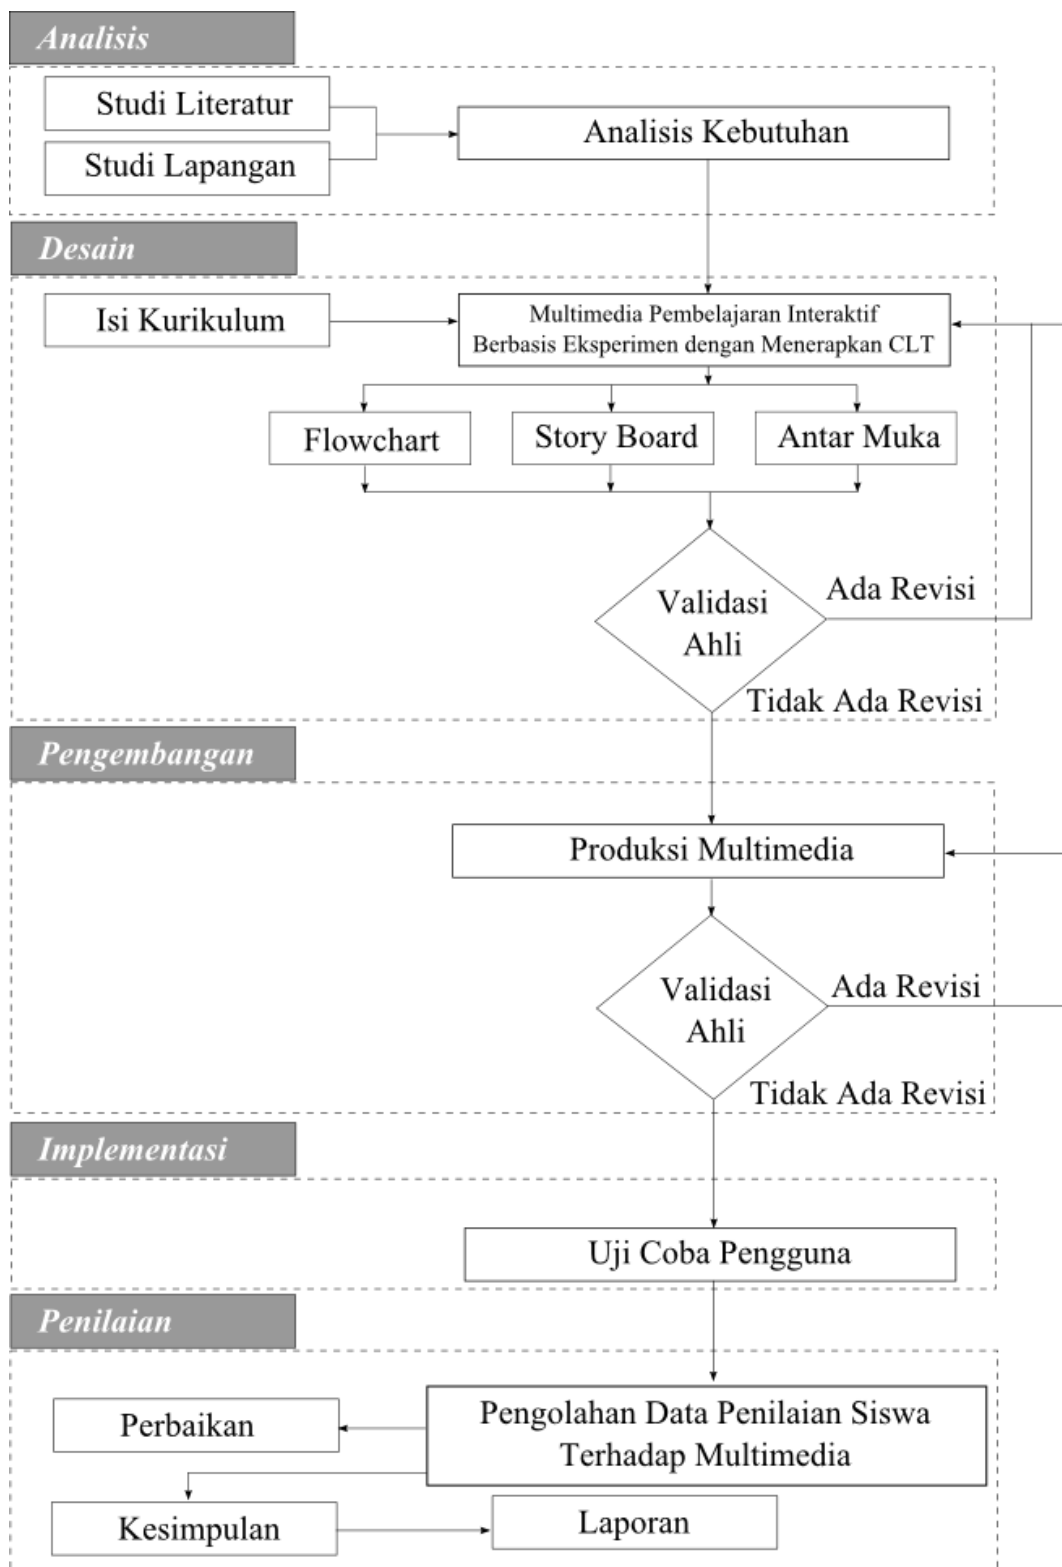 Analisis
Studi Literatur
Studi Lapangan
Analisis Kebutuhan
Desain
Isi Kurikulum
Multimedia Pembelajaran Interaktif
Berbasis Eksperimen dengan Menerapkan CLT
Flowchart
Story Board
Antar Muka
Validasi
Ahli
Ada Revisi
Tidak Ada Revisi
Pengembangan
Produksi Multimedia
Validasi
Ahli
Ada Revisi
Tidak Ada Revisi
Implementasi
Uji Coba Pengguna
Penilaian
Pengolahan Data Penilaian Siswa
Terhadap Multimedia
Perbaikan
Kesimpulan
Laporan